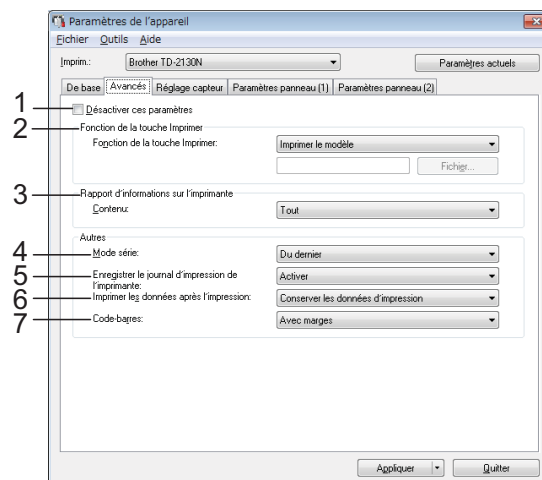 Paramètres de l'appareil
Fichier Outils Aide
Imprim.: Brother TD-2130N Paramètres actuels
De base Avancés Réglage capteur Paramètres panneau (1) Paramètres panneau (2)
1 Désactiver ces paramètres
2 Fonction de la touche Imprimer
Fonction de la touche Imprimer: Imprimer le modèle
Fichier...
3 Rapport d'informations sur l'imprimante
Contenu: Tout
Autres
4 Mode série: Du dernier
5 Enregistrer le journal d'impression de l'imprimante: Activer
6 Imprimer les données après l'impression: Conserver les données d'impression
7 Code-barres: Avec marges
Appliquer Quitter